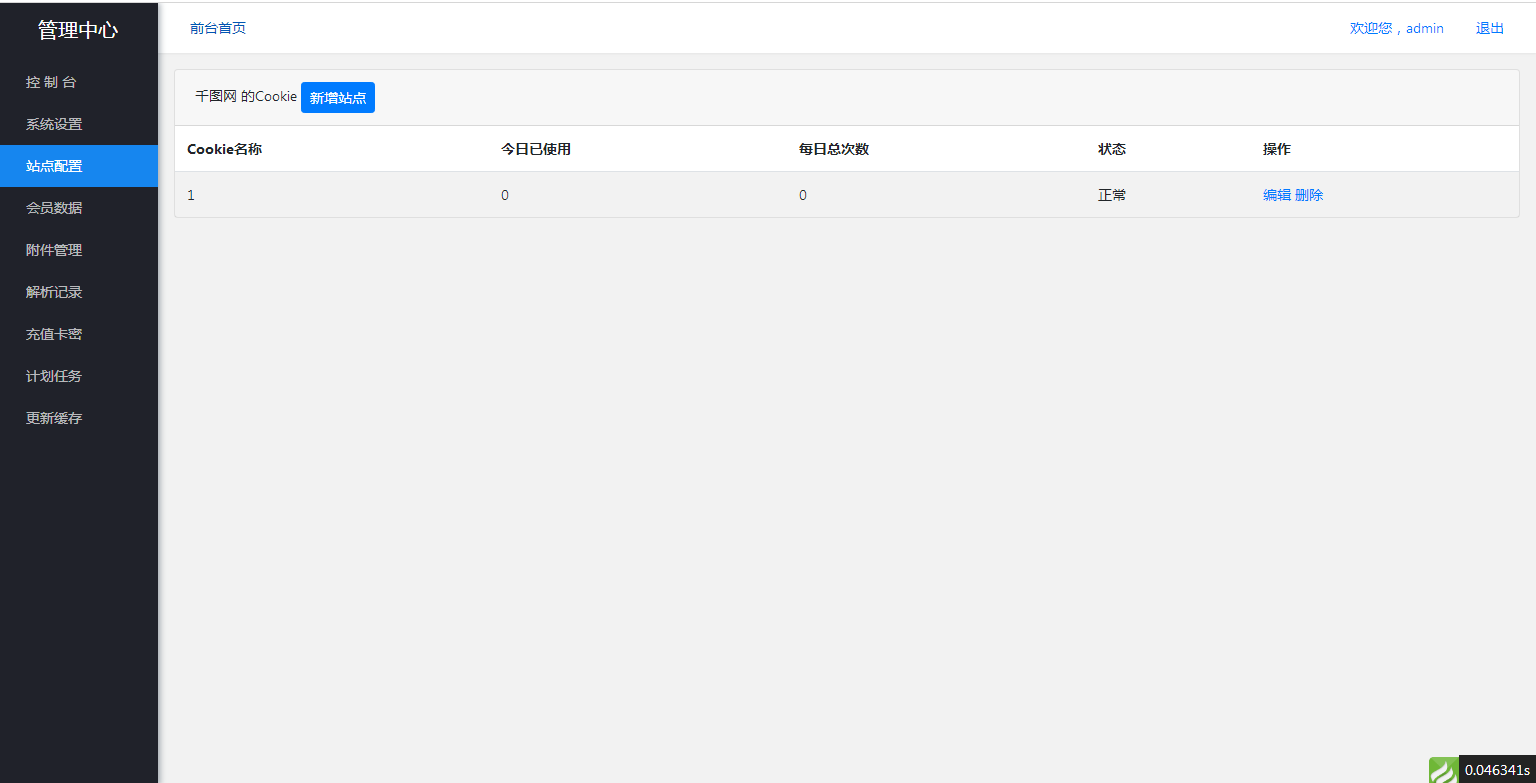 管理中心
前台首页
欢迎您，admin
退出
控 制 台
系统设置
站点配置
会员数据
附件管理
解析记录
充值卡密
计划任务
更新缓存
千图网 的Cookie 新增站点
Cookie名称 今日已使用 每日总次数 状态 操作
1 0 0 正常 编辑 删除
0.046341s